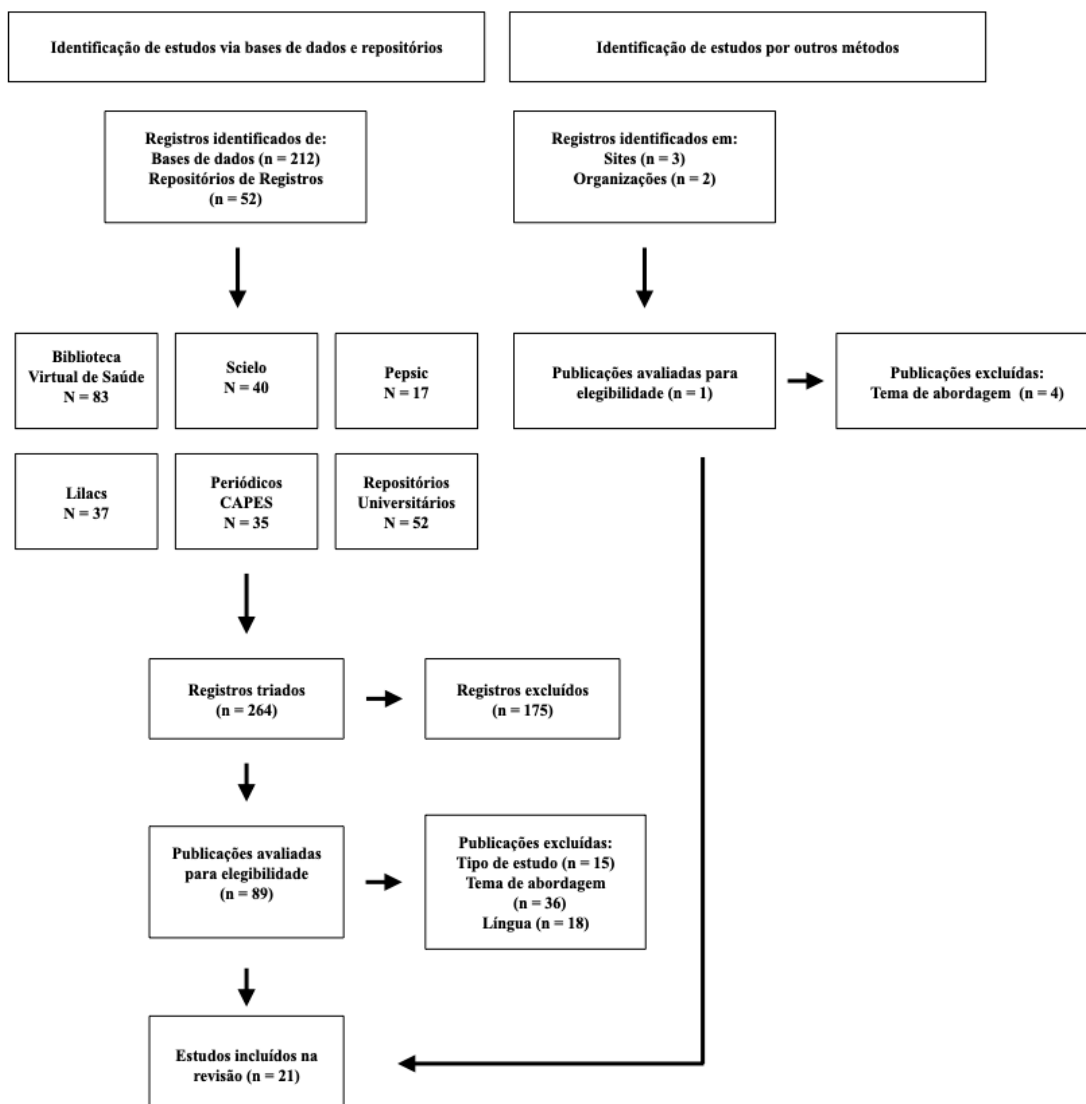 Identificação de estudos via bases de dados e repositórios
Identificação de estudos por outros métodos
Registros identificados de:
Bases de dados (n = 212)
Repositórios de Registros
(n = 52)
Registros identificados em:
Sites (n = 3)
Organizações (n = 2)
Biblioteca
Virtual de Saúde
N = 83
Scielo
N = 40
Pepsic
N = 17
Publicações avaliadas para
elegibilidade (n = 1)
Publicações excluídas:
Tema de abordagem (n = 4)
Lilacs
N = 37
Periódicos
CAPES
N = 35
Repositórios
Universitários
N = 52
Registros triados
(n = 264)
Registros excluídos
(n = 175)
Publicações avaliadas
para elegibilidade
(n = 89)
Publicações excluídas:
Tipo de estudo (n = 15)
Tema de abordagem
(n = 36)
Língua (n = 18)
Estudos incluídos na
revisão (n = 21)